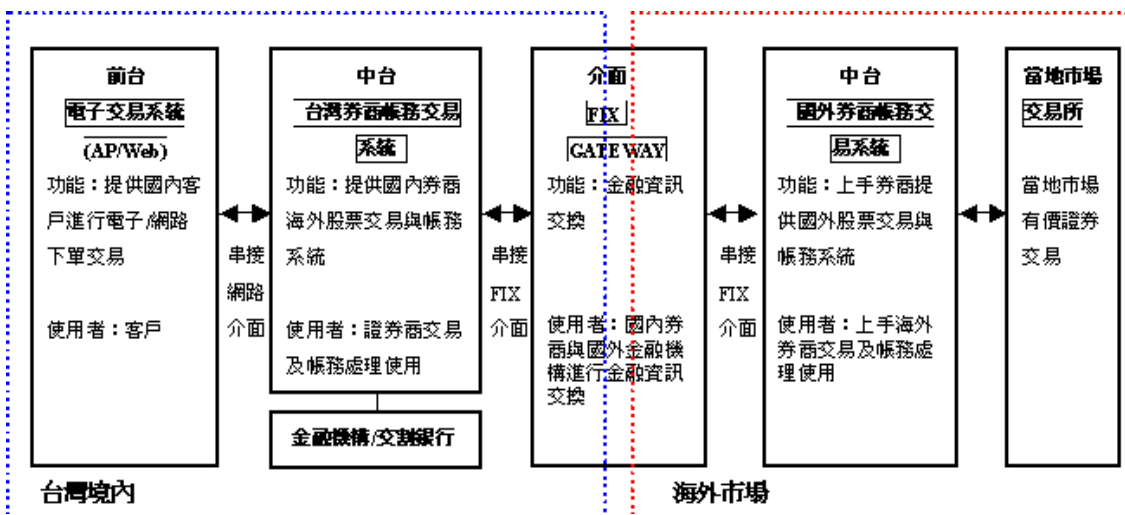 前台
電子交易系統
(AP/Web)
功能：提供國內客
戶進行電子/網路
下單交易
使用者：客戶
串接
網路
介面
中台
台灣券商帳務交易
系統
功能：提供國內券商
海外股票交易與帳務
系統
使用者：證券商交易
及帳務處理使用
金融機構/交割銀行
串接
FIX
介面
介面
FIX
GATE WAY
功能：金融資訊
交換
使用者：國內券
商與國外金融機
構進行金融資訊
交換
串接
FIX
介面
中台
國外券商帳務交
易系統
功能：上手券商提
供國外股票交易與
帳務系統
使用者：上手海外
券商交易及帳務處
理使用
當地市場
交易所
當地市場
有價證券
交易
台灣境內
海外市場